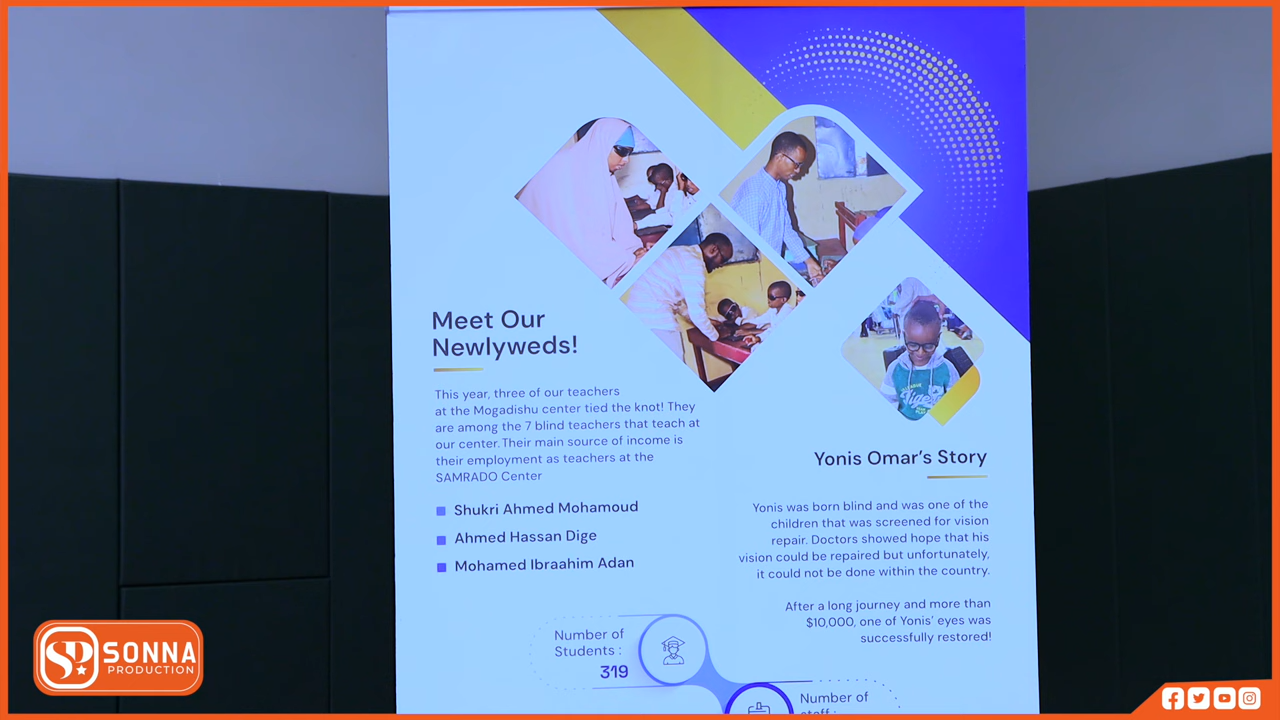 Meet Our
Newlyweds!
This year, three of our teachers
at the Mogadishu center tied the knot! They
are among the 7 blind teachers that teach at
our center. Their main source of income is
their employment as teachers at the
SAMRADO Center
Shukri Ahmed Mohamoud
Ahmed Hassan Dige
Mohamed Ibraahim Adan
Yonis Omar's Story
Yonis was born blind and was one of the
children that was screened for vision
repair. Doctors showed hope that his
vision could be repaired but unfortunately,
it could not be done within the country.
After a long journey and more than
$10,000, one of Yonis' eyes was
successfully restored!
Number of
Students :
319
Number of
SP SONNA
PRODUCTION